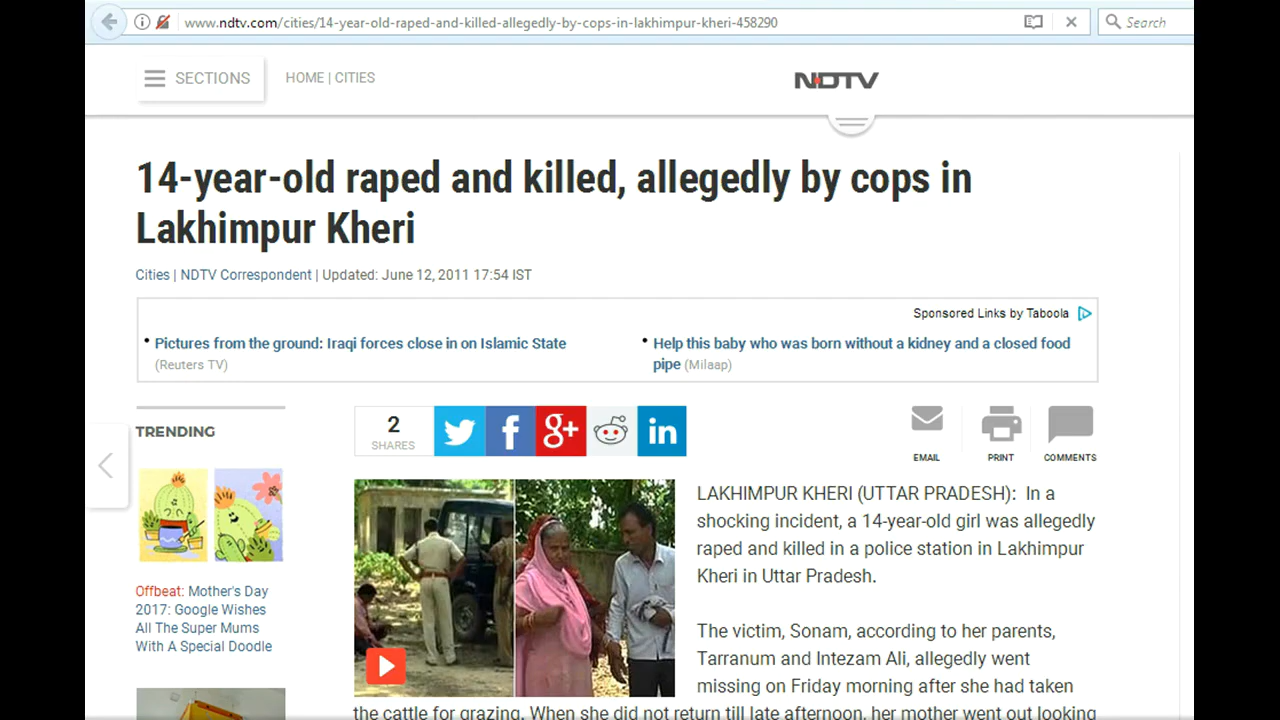 www.ndtv.com/cities/14-year-old-raped-and-killed-allegedly-by-cops-in-lakhimpur-kheri-458290
Search
SECTIONS
HOME | CITIES
NDTV
14-year-old raped and killed, allegedly by cops in
Lakhimpur Kheri
Cities | NDTV Correspondent | Updated: June 12, 2011 17:54 IST
Sponsored Links by Taboola
• Pictures from the ground: Iraqi forces close in on Islamic State
(Reuters TV)
• Help this baby who was born without a kidney and a closed food
pipe (Milaap)
TRENDING
Offbeat: Mother's Day
2017: Google Wishes
All The Super Mums
With A Special Doodle
2
SHARES
f
g+
in
EMAIL
PRINT
COMMENTS
LAKHIMPUR KHERI (UTTAR PRADESH): In a
shocking incident, a 14-year-old girl was allegedly
raped and killed in a police station in Lakhimpur
Kheri in Uttar Pradesh.
The victim, Sonam, according to her parents,
Tarranum and Intezam Ali, allegedly went
missing on Friday morning after she had taken
the cattle for grazing. When she did not return till late afternoon, her mother went out looking